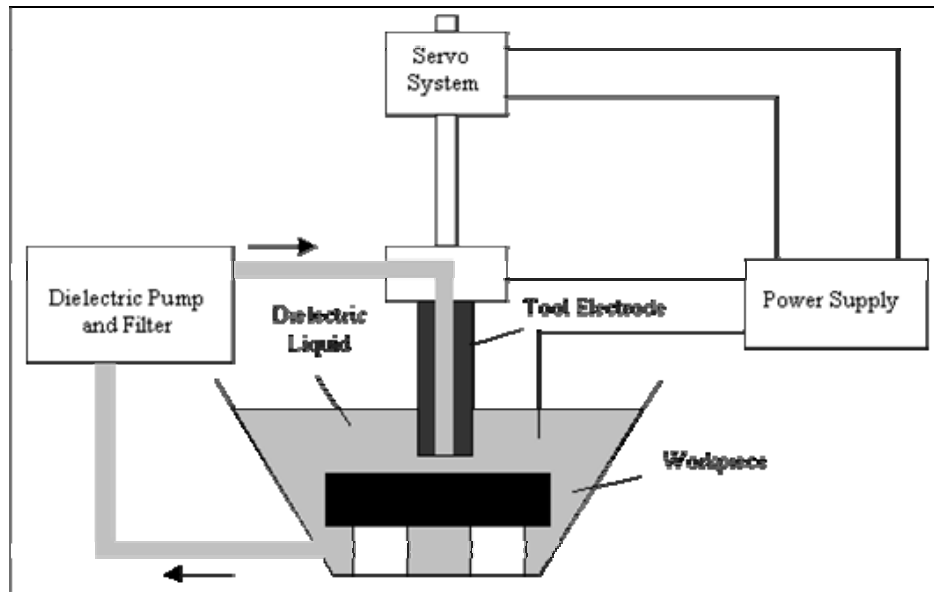 Servo
System
Dielectric Pump
and Filter
Dielectric
Liquid
Tool Electrode
Power Supply
Workpiece